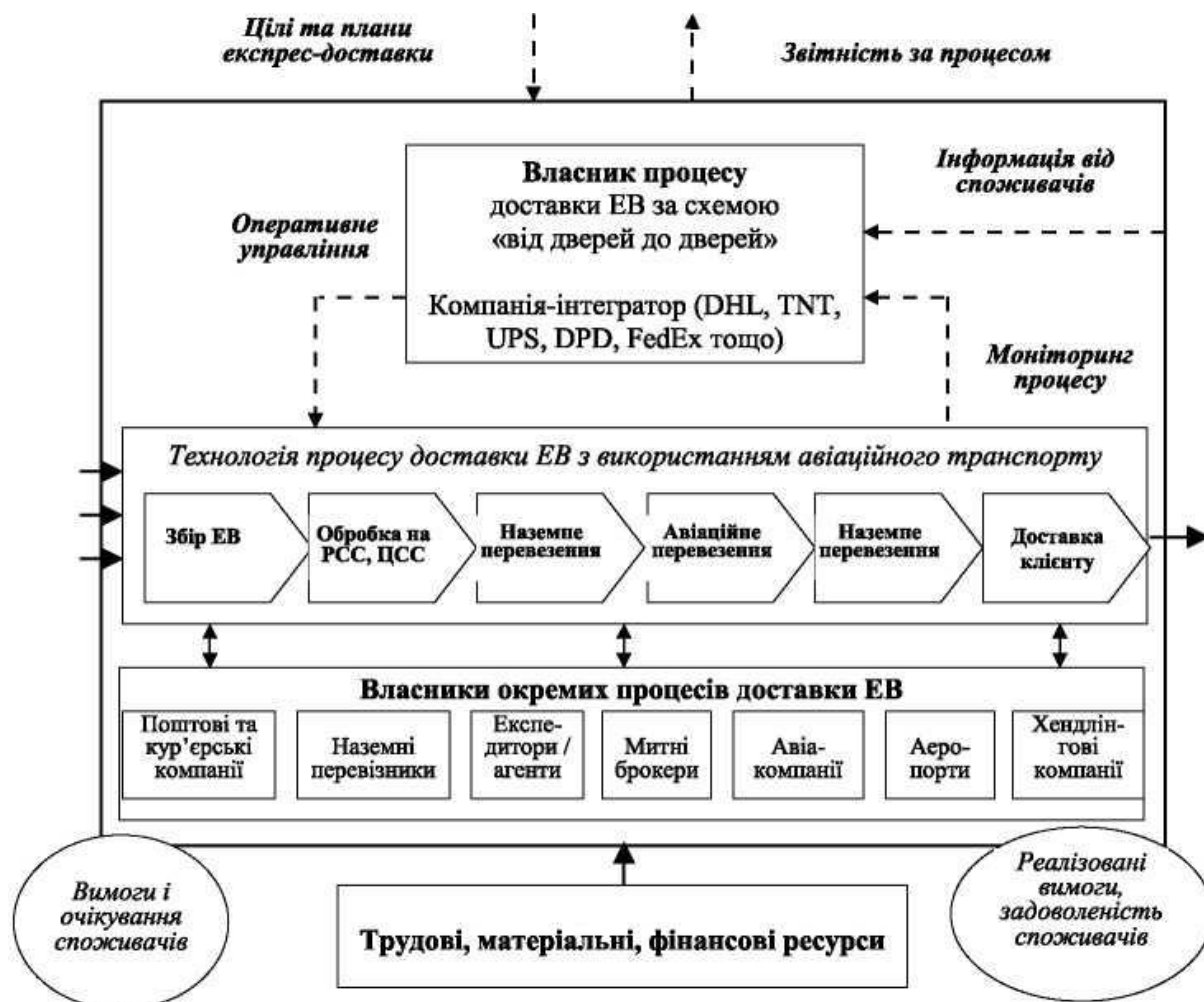 Цілі та плани
експрес-доставки
Звітність за процесом
Власник процесу
доставки ЕВ за схемою
«від дверей до дверей»
Компанія-інтегратор (DHL, TNT,
UPS, DPD, FedEx тощо)
Інформація від
споживачів
Оперативне
управління
Моніторинг
процесу
Технологія процесу доставки ЕВ з використанням авіаційного транспорту
Збір ЕВ
Обробка на
РСС, ЦСС
Наземне
перевезення
Авіаційне
перевезення
Наземне
перевезення
Доставка
клієнту
Власники окремих процесів доставки ЕВ
Поштові та
кур’єрські
компанії
Наземні
перевізники
Експе-
дитори /
агенти
Митні
брокери
Авіа-
компанії
Аеро-
порти
Хендлін-
гові
компанії
Вимоги і
очікування
споживачів
Трудові, матеріальні, фінансові ресурси
Реалізовані
вимоги,
задоволеність
споживачів